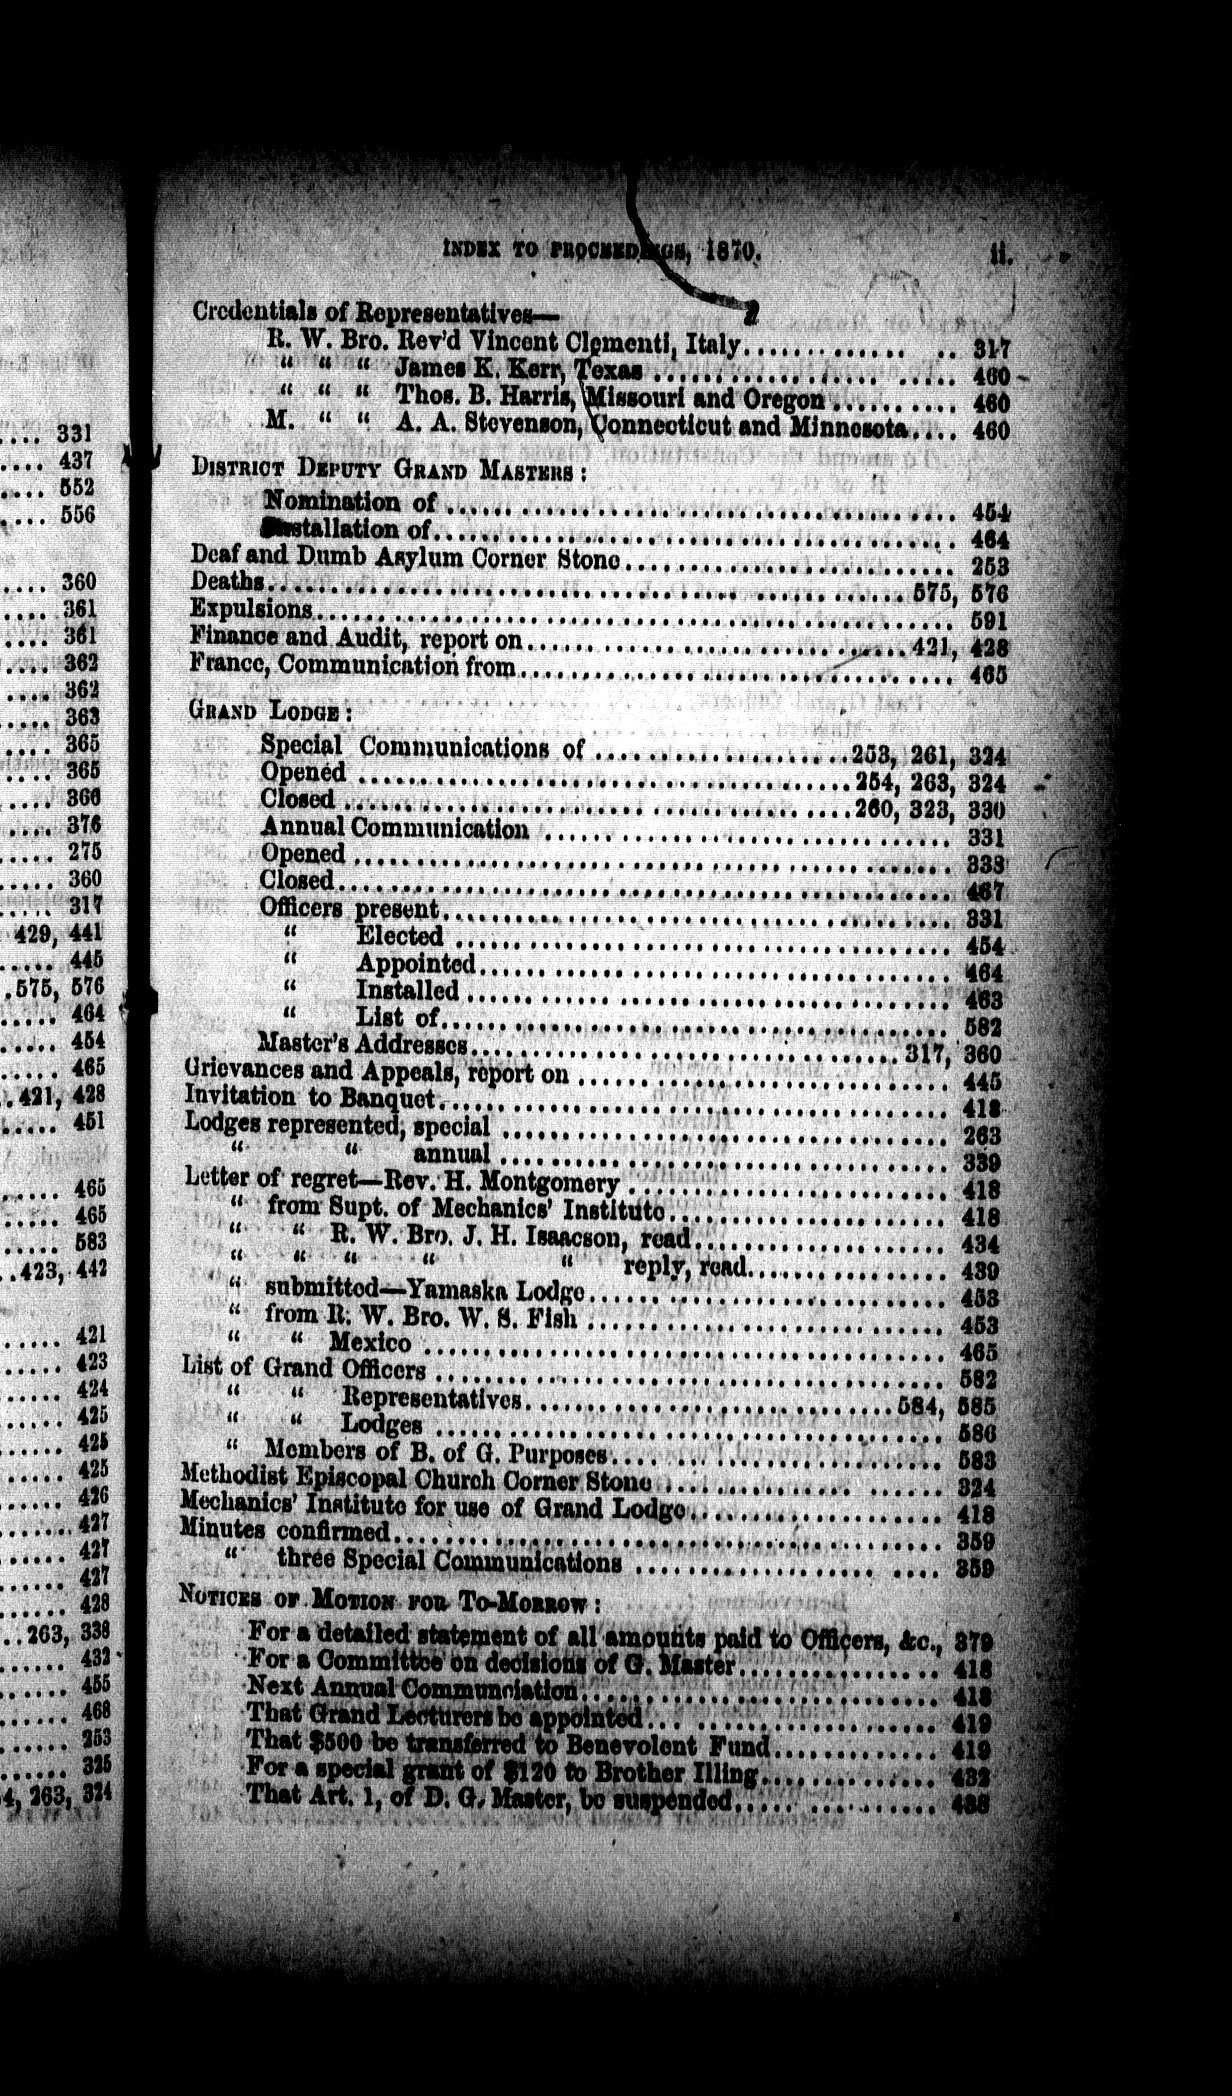 .... 331
.... 437
.... 552
.... 556
.... 360
.... 361
.... 361
.... 362
.... 362
.... 363
.... 365
.... 365
.... 366
.... 376
..... 275
..... 360
..... 317
429, 441
..... 445
.575, 576
..... 464
..... 454
..... 465
..421, 428
..... 451
..... 465
..... 465
..... 583
..423, 442
..... 421
..... 423
..... 424
..... 425
..... 425
..... 425
..... 426
..... 427
..... 427
..... 427
..... 428
..263, 338
...... 432
...... 455
...... 468
...... 253
...... 325
4, 263, 324
INDEX TO PROCEEDINGS, 1870. ii.
Credentials of Representatives—
R. W. Bro. Rev'd Vincent Clementi, Italy.............. .. 317
“ “ “ James K. Kerr, Texas .................. ..... 460
“ “ “ Thos. B. Harris, Missouri and Oregon .......... 460
M. “ “ A. A. Stevenson, Connecticut and Minnesota.... 460
DISTRICT DEPUTY GRAND MASTERS:
Nomination of ........................................ 454
Installation of........................................ 464
Deaf and Dumb Asylum Corner Stone........................ 253
Deaths.................................................. 575, 576
Expulsions.................................................. 591
Finance and Audit, report on............................421, 428
France, Communication from................................ 465
GRAND LODGE:
Special Communications of ....................253, 261, 324
Opened .......................................254, 263, 324
Closed ........................................260, 323, 330
Annual Communication ................................ 331
Opened ................................................ 333
Closed.................................................. 467
Officers present........................................ 331
“ Elected ...................................... 454
“ Appointed.................................... 464
“ Installed...................................... 463
“ List of........................................ 582
Master's Addresses.................................317, 360
Grievances and Appeals, report on ............................ 445
Invitation to Banquet........................................ 418
Lodges represented, special .................................. 263
“ “ annual .................................. 339
Letter of regret—Rev. H. Montgomery ........................ 418
“ from Supt. of Mechanics' Institute...................... 418
“ “ R. W. Bro. J. H. Isaacson, read.................... 434
“ “ “ “ “ reply, read................ 430
“ submitted—Yamaska Lodge............................ 453
“ from R. W. Bro. W. S. Fish ............................ 453
“ “ Mexico ........................................ 465
List of Grand Officers ........................................ 582
“ “ Representatives............................584, 585
“ “ Lodges ........................................ 586
“ Members of B. of G. Purposes.......................... 583
Methodist Episcopal Church Corner Stone .............. ...... 324
Mechanics' Institute for use of Grand Lodge.................... 418
Minutes confirmed............................................ 359
“ three Special Communications .................. .... 359
NOTICES OF MOTION FOR TO-MORROW:
For a detailed statement of all amounts paid to Officers, &c., 379
For a Committee on decisions of G. Master................ 418
Next Annual Communciation............................ 418
That Grand Lecturers be appointed...................... 419
That $500 be transferred to Benevolent Fund............. 419
For a special grant of $120 to Brother Illing.............. 432
That Art. 1, of D. G. Master, be suspended..... .......... 438